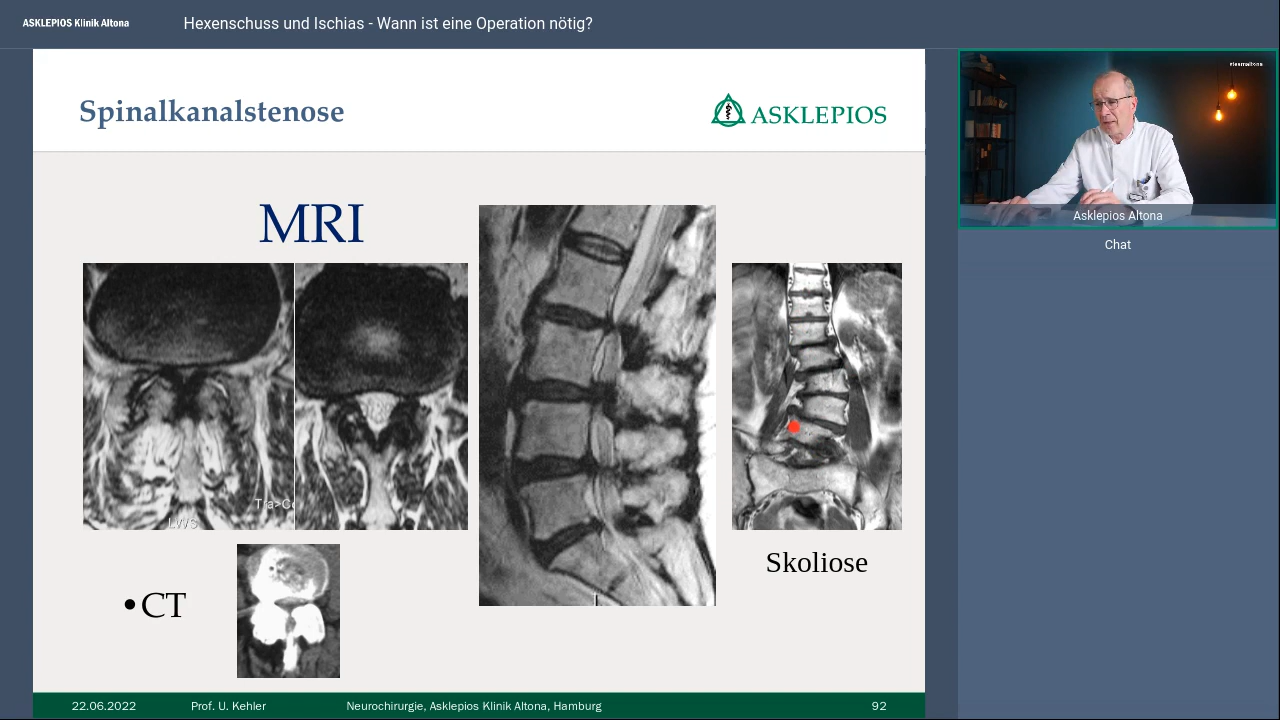 ASKLEPIOS Klinik Altona
Hexenschuss und Ischias - Wann ist eine Operation nötig?
Spinalkanalstenose
ASKLEPIOS
#teamaltona
MRI
Asklepios Altona
Chat
LWS
Skoliose
• CT
22.06.2022 Prof. U. Kehler Neurochirurgie, Asklepios Klinik Altona, Hamburg 92